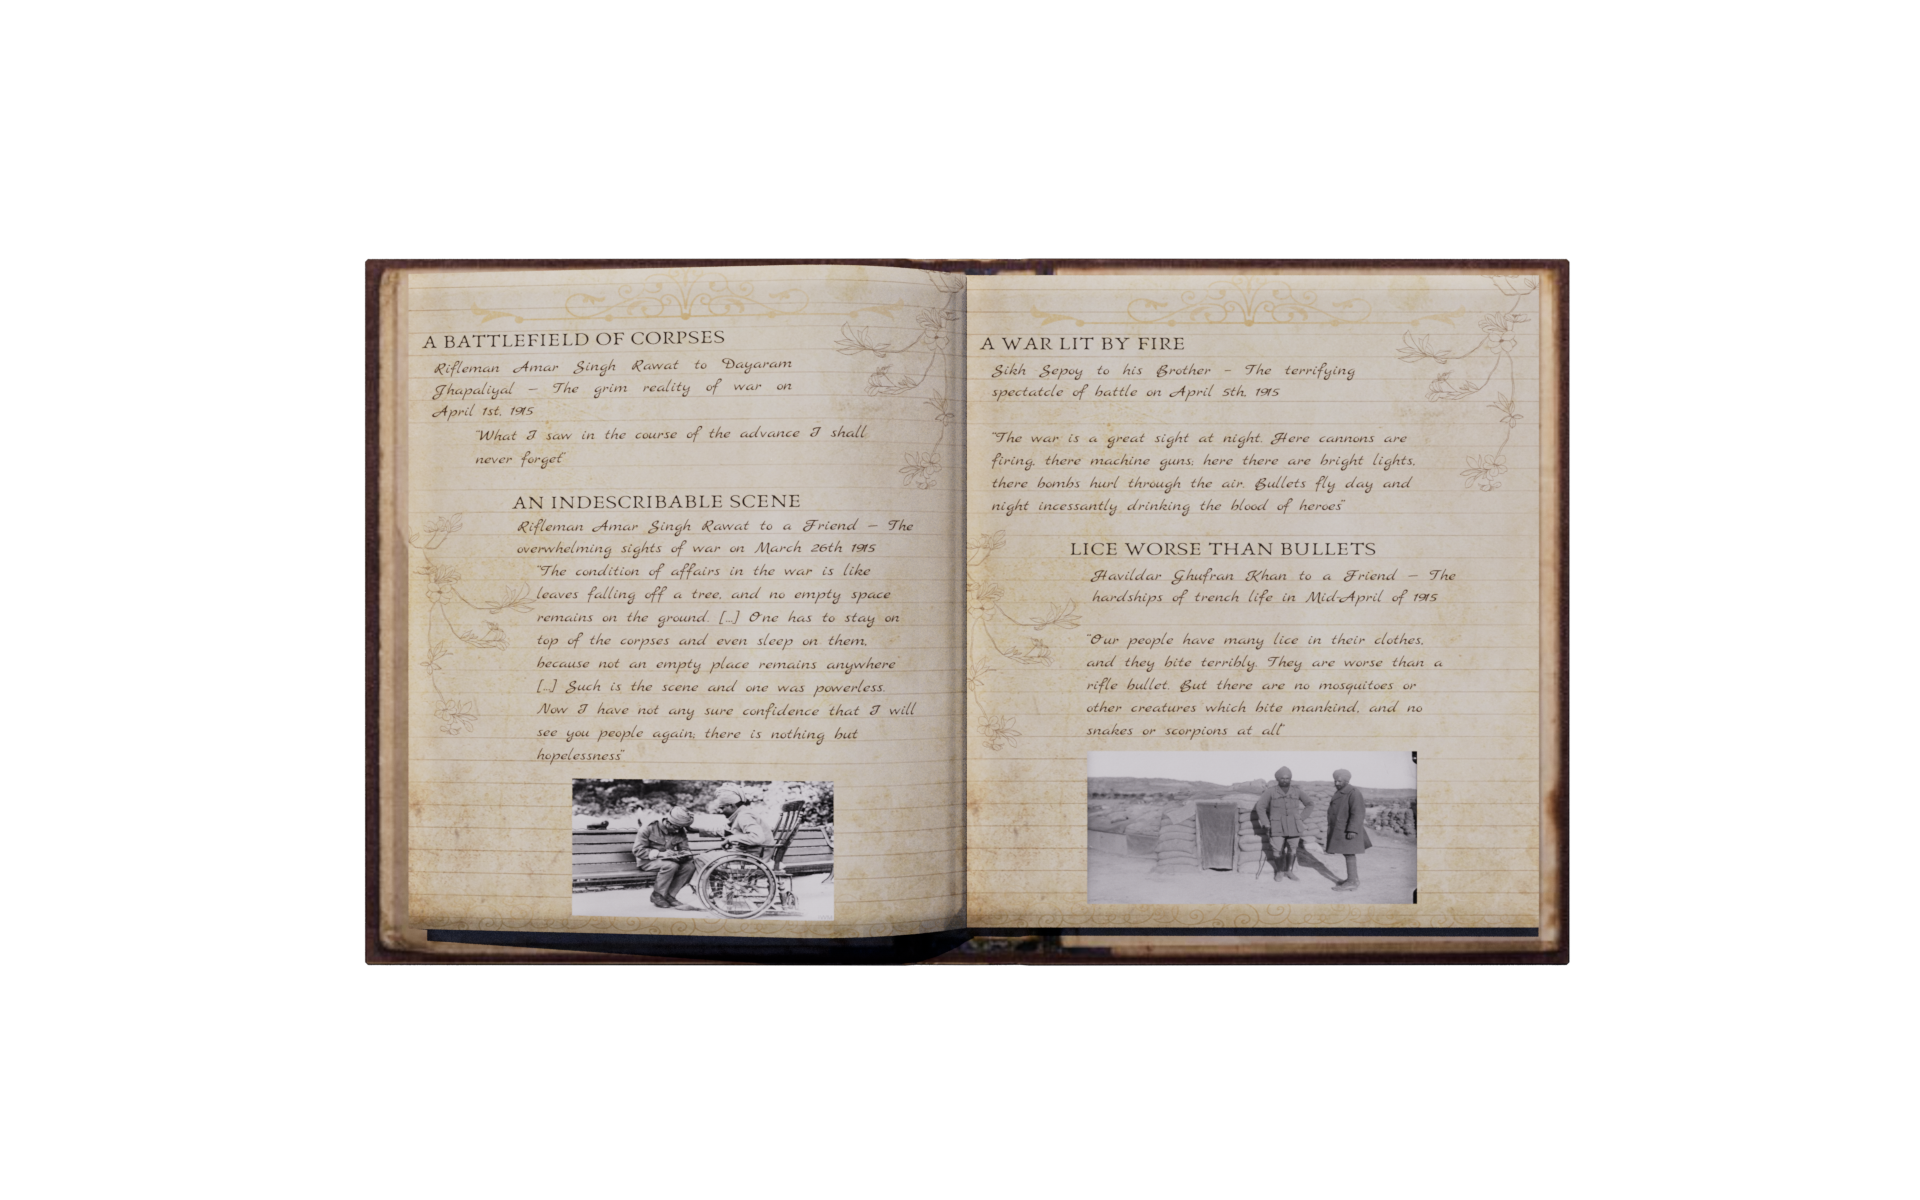 A BATTLEFIELD OF CORPSES
Rifleman Amar Singh Rawat to Dayaram
Jhapaliyal – The grim reality of war on
April 1st, 1915
"What I saw in the course of the advance I shall
never forget"
AN INDESCRIBABLE SCENE
Rifleman Amar Singh Rawat to a Friend – The
overwhelming sights of war on March 26th 1915
"The condition of affairs in the war is like
leaves falling off a tree, and no empty space
remains on the ground. [...] One has to stay on
top of the corpses and even sleep on them,
because not an empty place remains anywhere
[...] Such is the scene and one was powerless.
Now I have not any sure confidence that I will
see you people again; there is nothing but
hopelessness"
A WAR LIT BY FIRE
Sikh Sepoy to his Brother – The terrifying
spectatcle of battle on April 5th, 1915
"The war is a great sight at night. Here cannons are
firing, there machine guns; here there are bright lights,
there bombs hurl through the air. Bullets fly day and
night incessantly drinking the blood of heroes"
LICE WORSE THAN BULLETS
Havildar Ghufran Khan to a Friend – The
hardships of trench life in Mid-April of 1915
"Our people have many lice in their clothes,
and they bite terribly. They are worse than a
rifle bullet. But there are no mosquitoes or
other creatures which bite mankind, and no
snakes or scorpions at all"